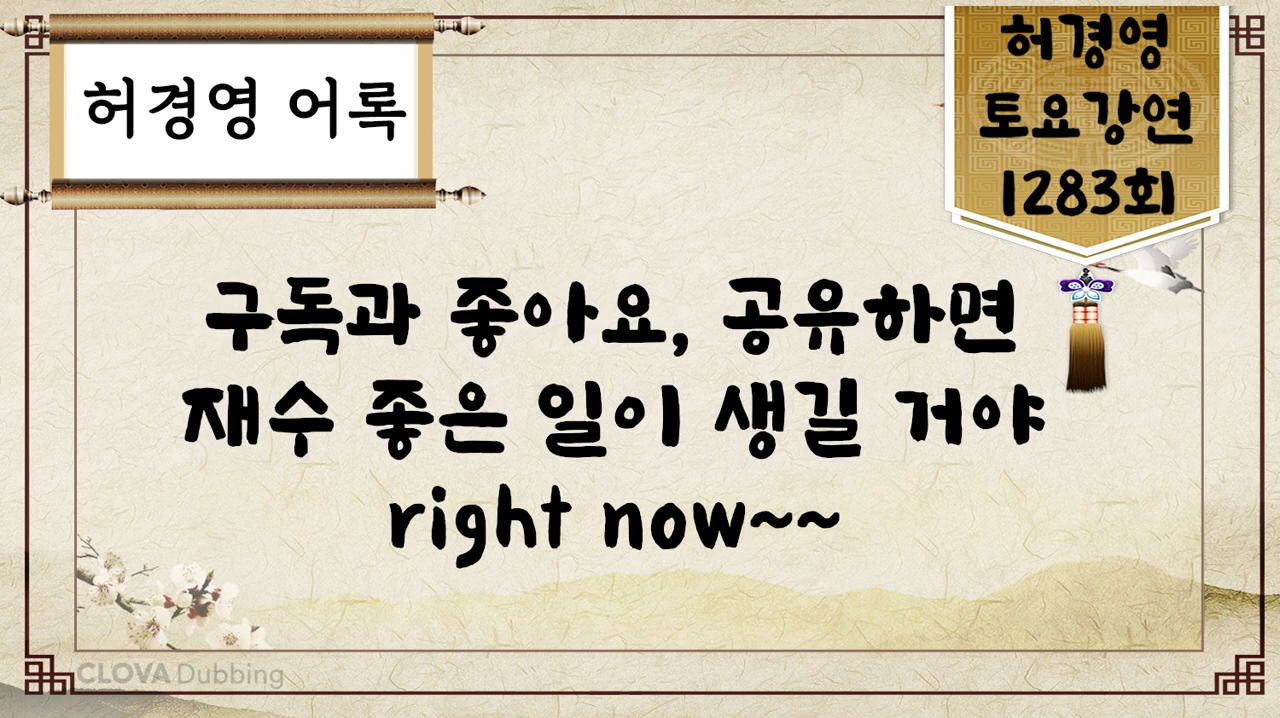 허경영 어록
허경영
토요강연
1283회
구독과 좋아요, 공유하면
재수 좋은 일이 생길 거야
right now~~
CLOVA Dubbing